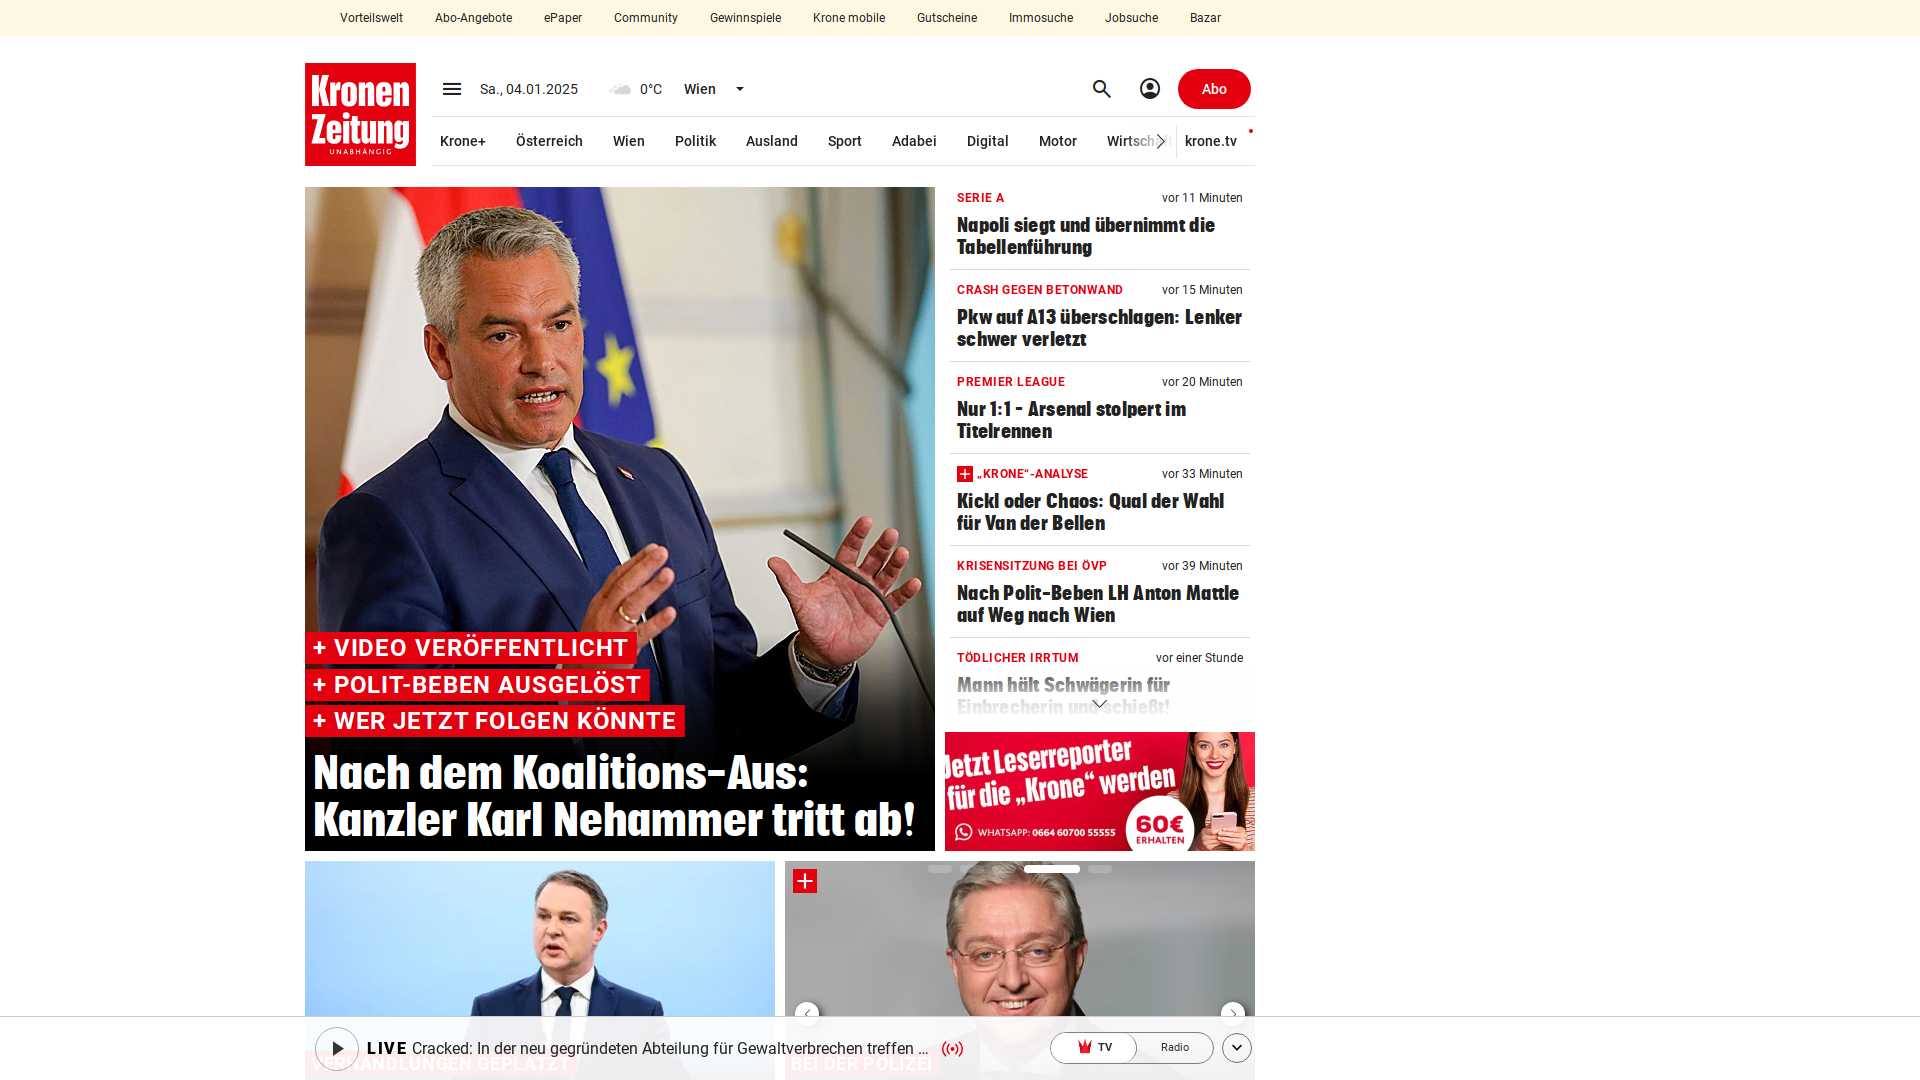 Vorteilswelt Abo-Angebote ePaper Community Gewinnspiele Krone mobile Gutscheine Immosuche Jobsuche Bazar
Kronen
Zeitung
UNABHÄNGIG
Sa., 04.01.2025 0°C Wien Abo
Krone+ Österreich Wien Politik Ausland Sport Adabei Digital Motor Wirtschaft krone.tv
+ VIDEO VERÖFFENTLICHT
+ POLIT-BEBEN AUSGELÖST
+ WER JETZT FOLGEN KÖNNTE
Nach dem Koalitions-Aus:
Kanzler Karl Nehammer tritt ab!
SERIE A vor 11 Minuten
Napoli siegt und übernimmt die
Tabellenführung
CRASH GEGEN BETONWAND vor 15 Minuten
Pkw auf A13 überschlagen: Lenker
schwer verletzt
PREMIER LEAGUE vor 20 Minuten
Nur 1:1 - Arsenal stolpert im
Titelrennen
„KRONE“-ANALYSE vor 33 Minuten
Kickl oder Chaos: Qual der Wahl
für Van der Bellen
KRISENSITZUNG BEI ÖVP vor 39 Minuten
Nach Polit-Beben LH Anton Mattle
auf Weg nach Wien
TÖDLICHER IRRTUM vor einer Stunde
Mann hält Schwägerin für
Einbrecherin und schießt!
Jetzt Leserreporter
für die „Krone“ werden
WHATSAPP: 0664 60700 55555
60€
ERHALTEN
VERHANDLUNGEN GEPLATZT
BEI DER POLIZEI
LIVE Cracked: In der neu gegründeten Abteilung für Gewaltverbrechen treffen ... TV Radio